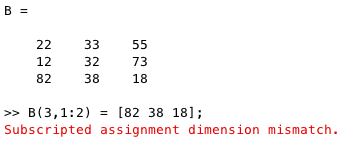 B =
22 33 55
12 32 73
82 38 18
>> B(3,1:2) = [82 38 18];
Subscripted assignment dimension mismatch.